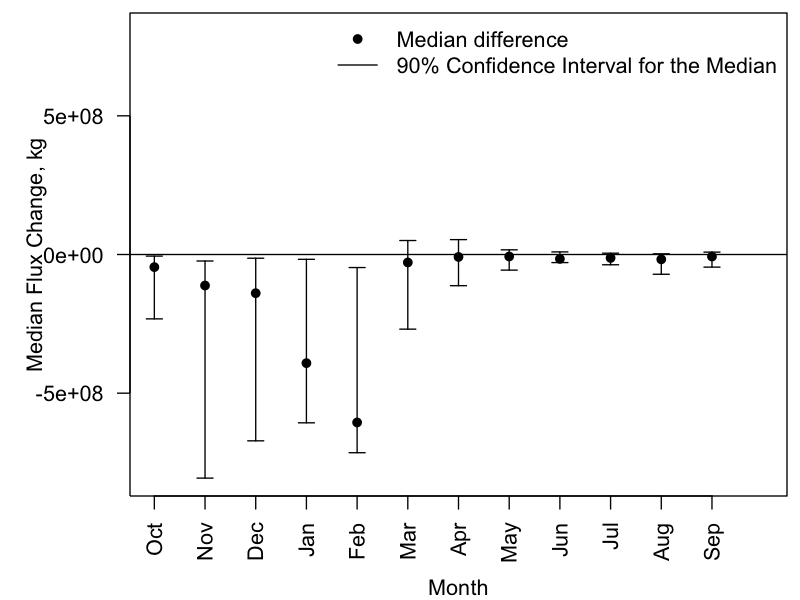 Median difference
90% Confidence Interval for the Median
Median Flux Change, kg
5e+08
0e+00
-5e+08
Oct
Nov
Dec
Jan
Feb
Mar
Apr
May
Jun
Jul
Aug
Sep
Month